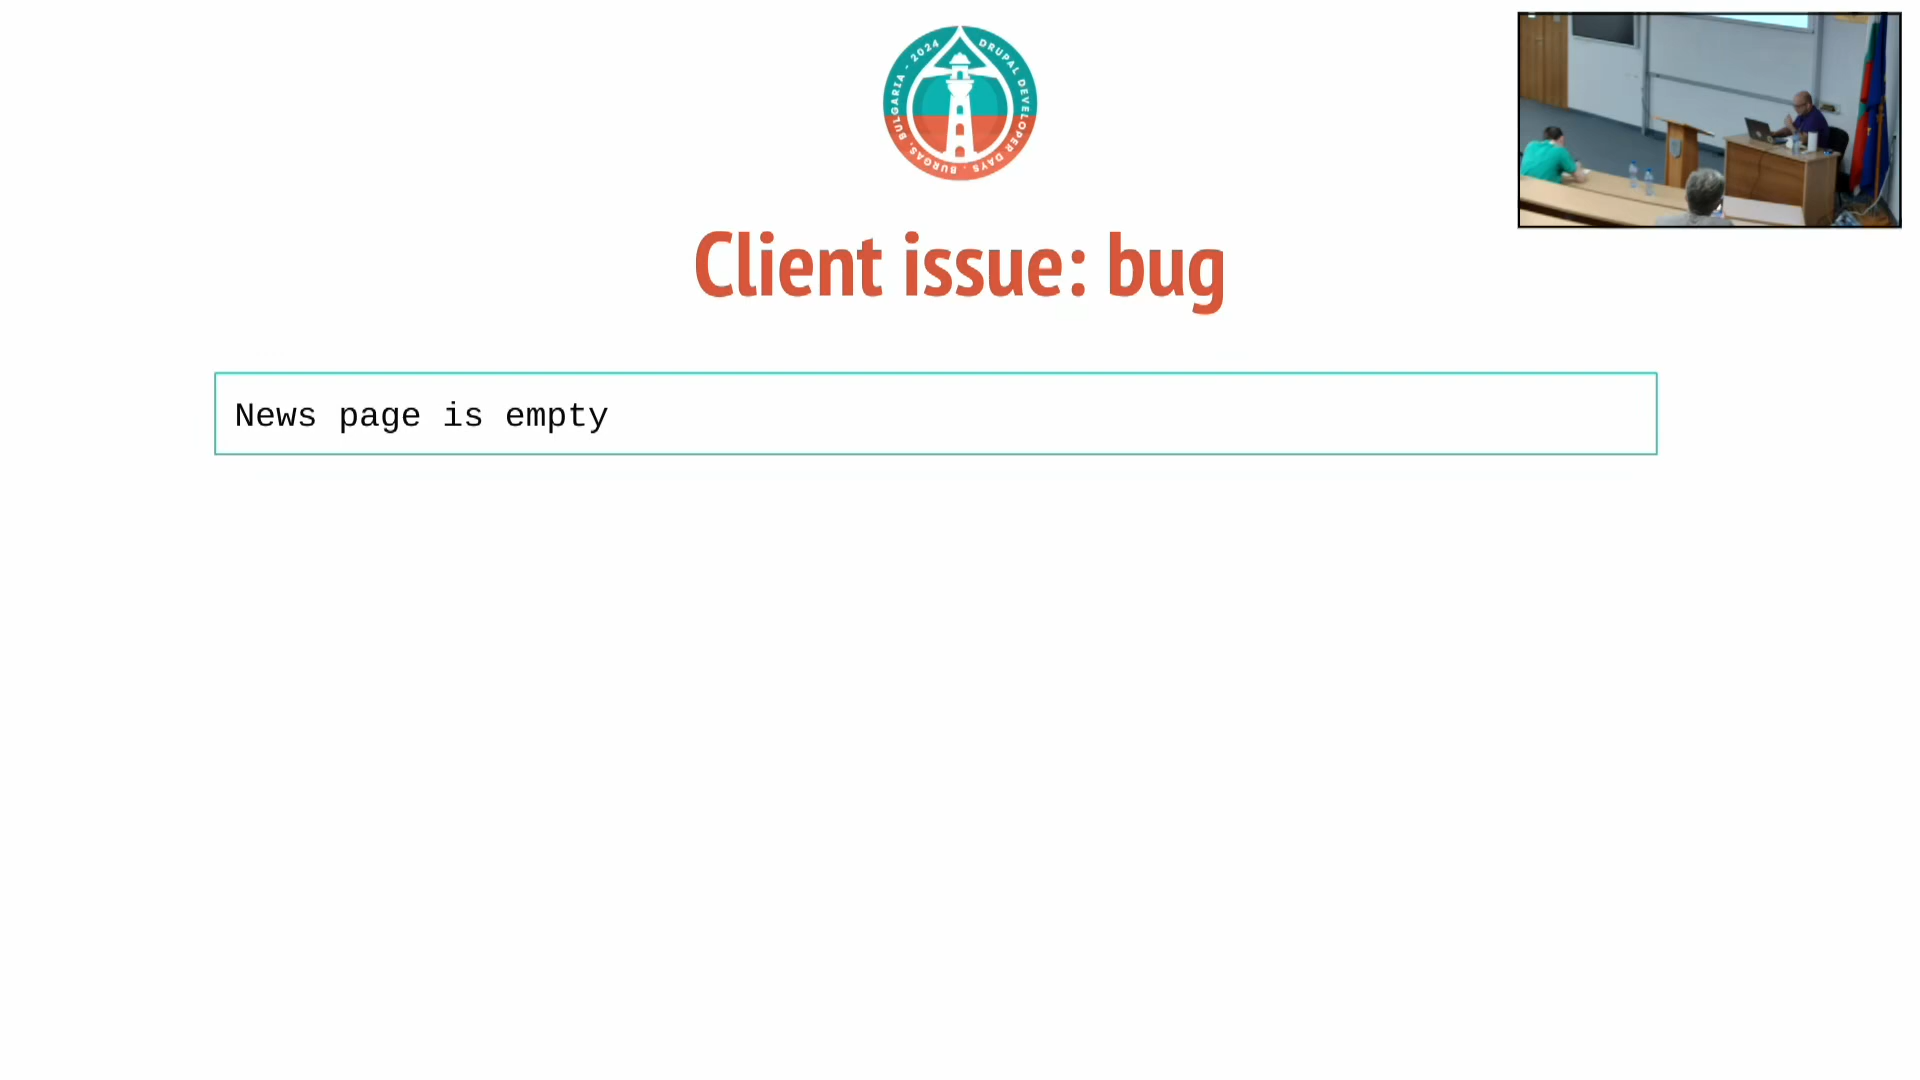 DRUPAL DEVELOPER DAYS . BURGAS, BULGARIA - 2024
Client issue: bug
News page is empty